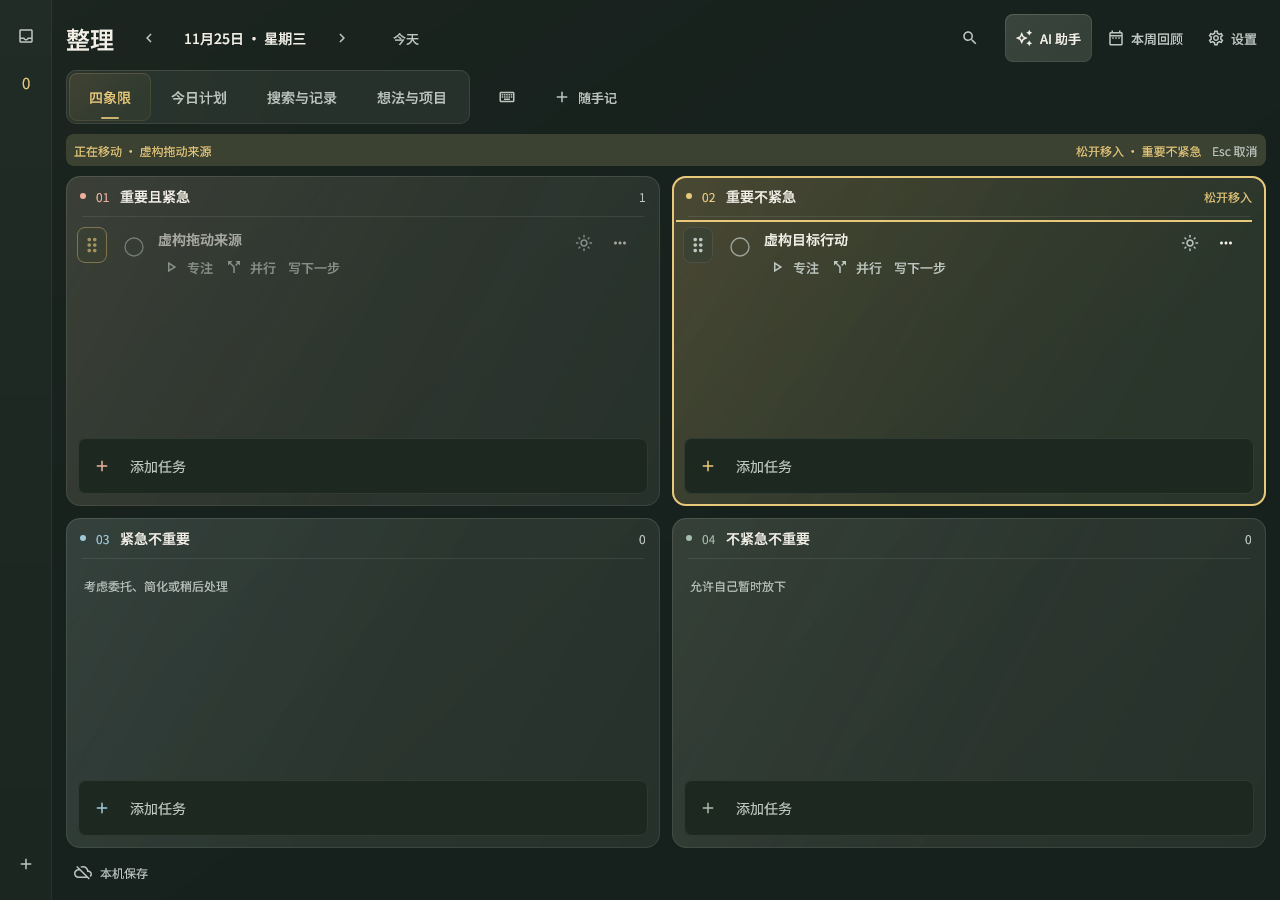 整理
11月25日 · 星期三
今天
AI 助手
本周回顾
设置
0
四象限
今日计划
搜索与记录
想法与项目
随手记
正在移动 · 虚构拖动来源
松开移入 · 重要不紧急
Esc 取消
01 重要且紧急 1
虚构拖动来源
专注 并行 写下一步
添加任务
02 重要不紧急 松开移入
虚构目标行动
专注 并行 写下一步
添加任务
03 紧急不重要 0
考虑委托、简化或稍后处理
添加任务
04 不紧急不重要 0
允许自己暂时放下
添加任务
本机保存